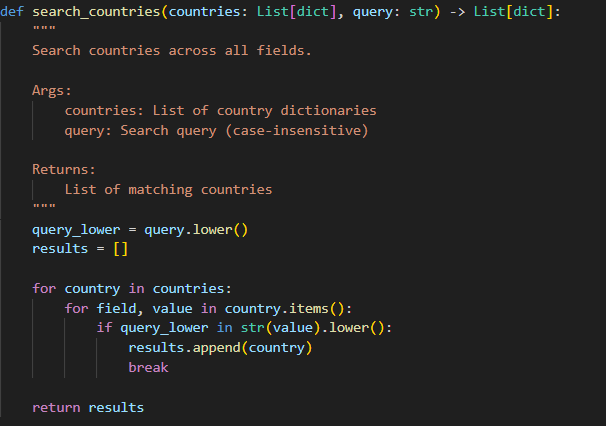 def search_countries(countries: List[dict], query: str) -> List[dict]:
    """
    Search countries across all fields.

    Args:
        countries: List of country dictionaries
        query: Search query (case-insensitive)

    Returns:
        List of matching countries
    """
    query_lower = query.lower()
    results = []

    for country in countries:
        for field, value in country.items():
            if query_lower in str(value).lower():
                results.append(country)
                break

    return results